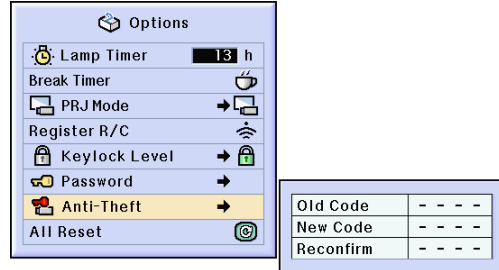 Options
Lamp Timer 13 h
Break Timer
PRJ Mode
Register R/C
Keylock Level
Password
Anti-Theft
All Reset
Old Code - - - -
New Code - - - -
Reconfirm - - - -